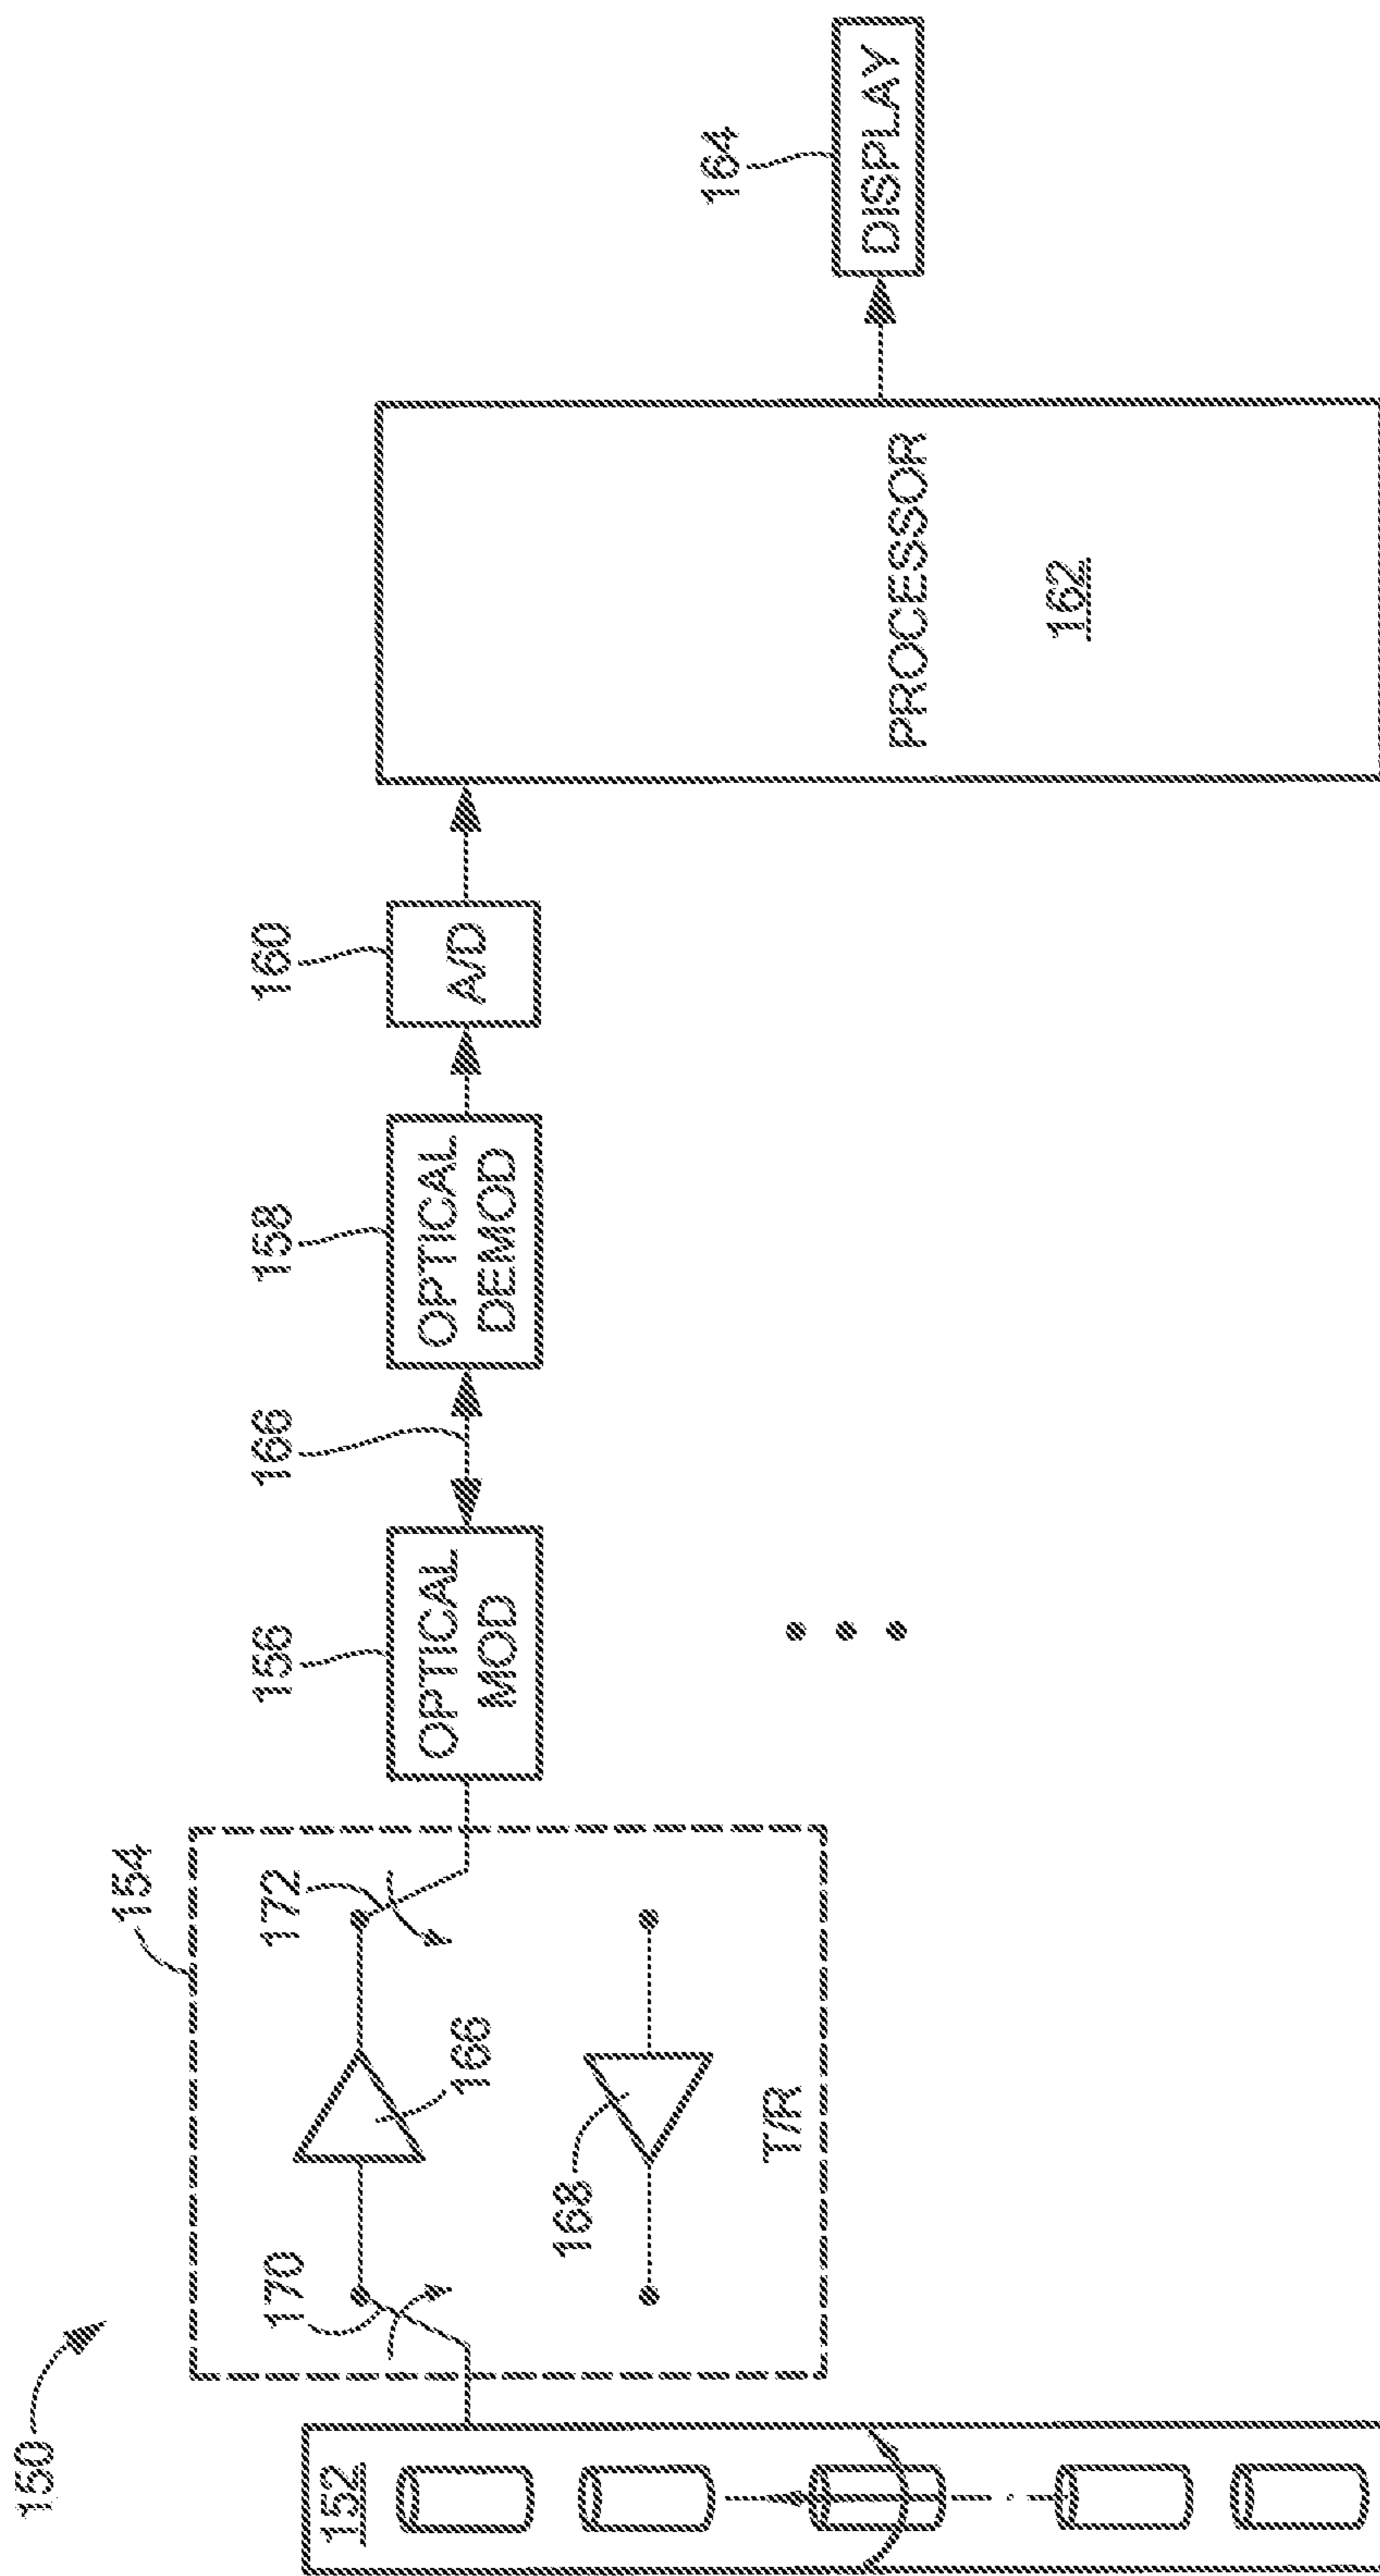 150
152
154
170
172
166
168
T/R
156
OPTICAL
MOD
166
158
OPTICAL
DEMOD
160
A/D
PROCESSOR
162
164
DISPLAY